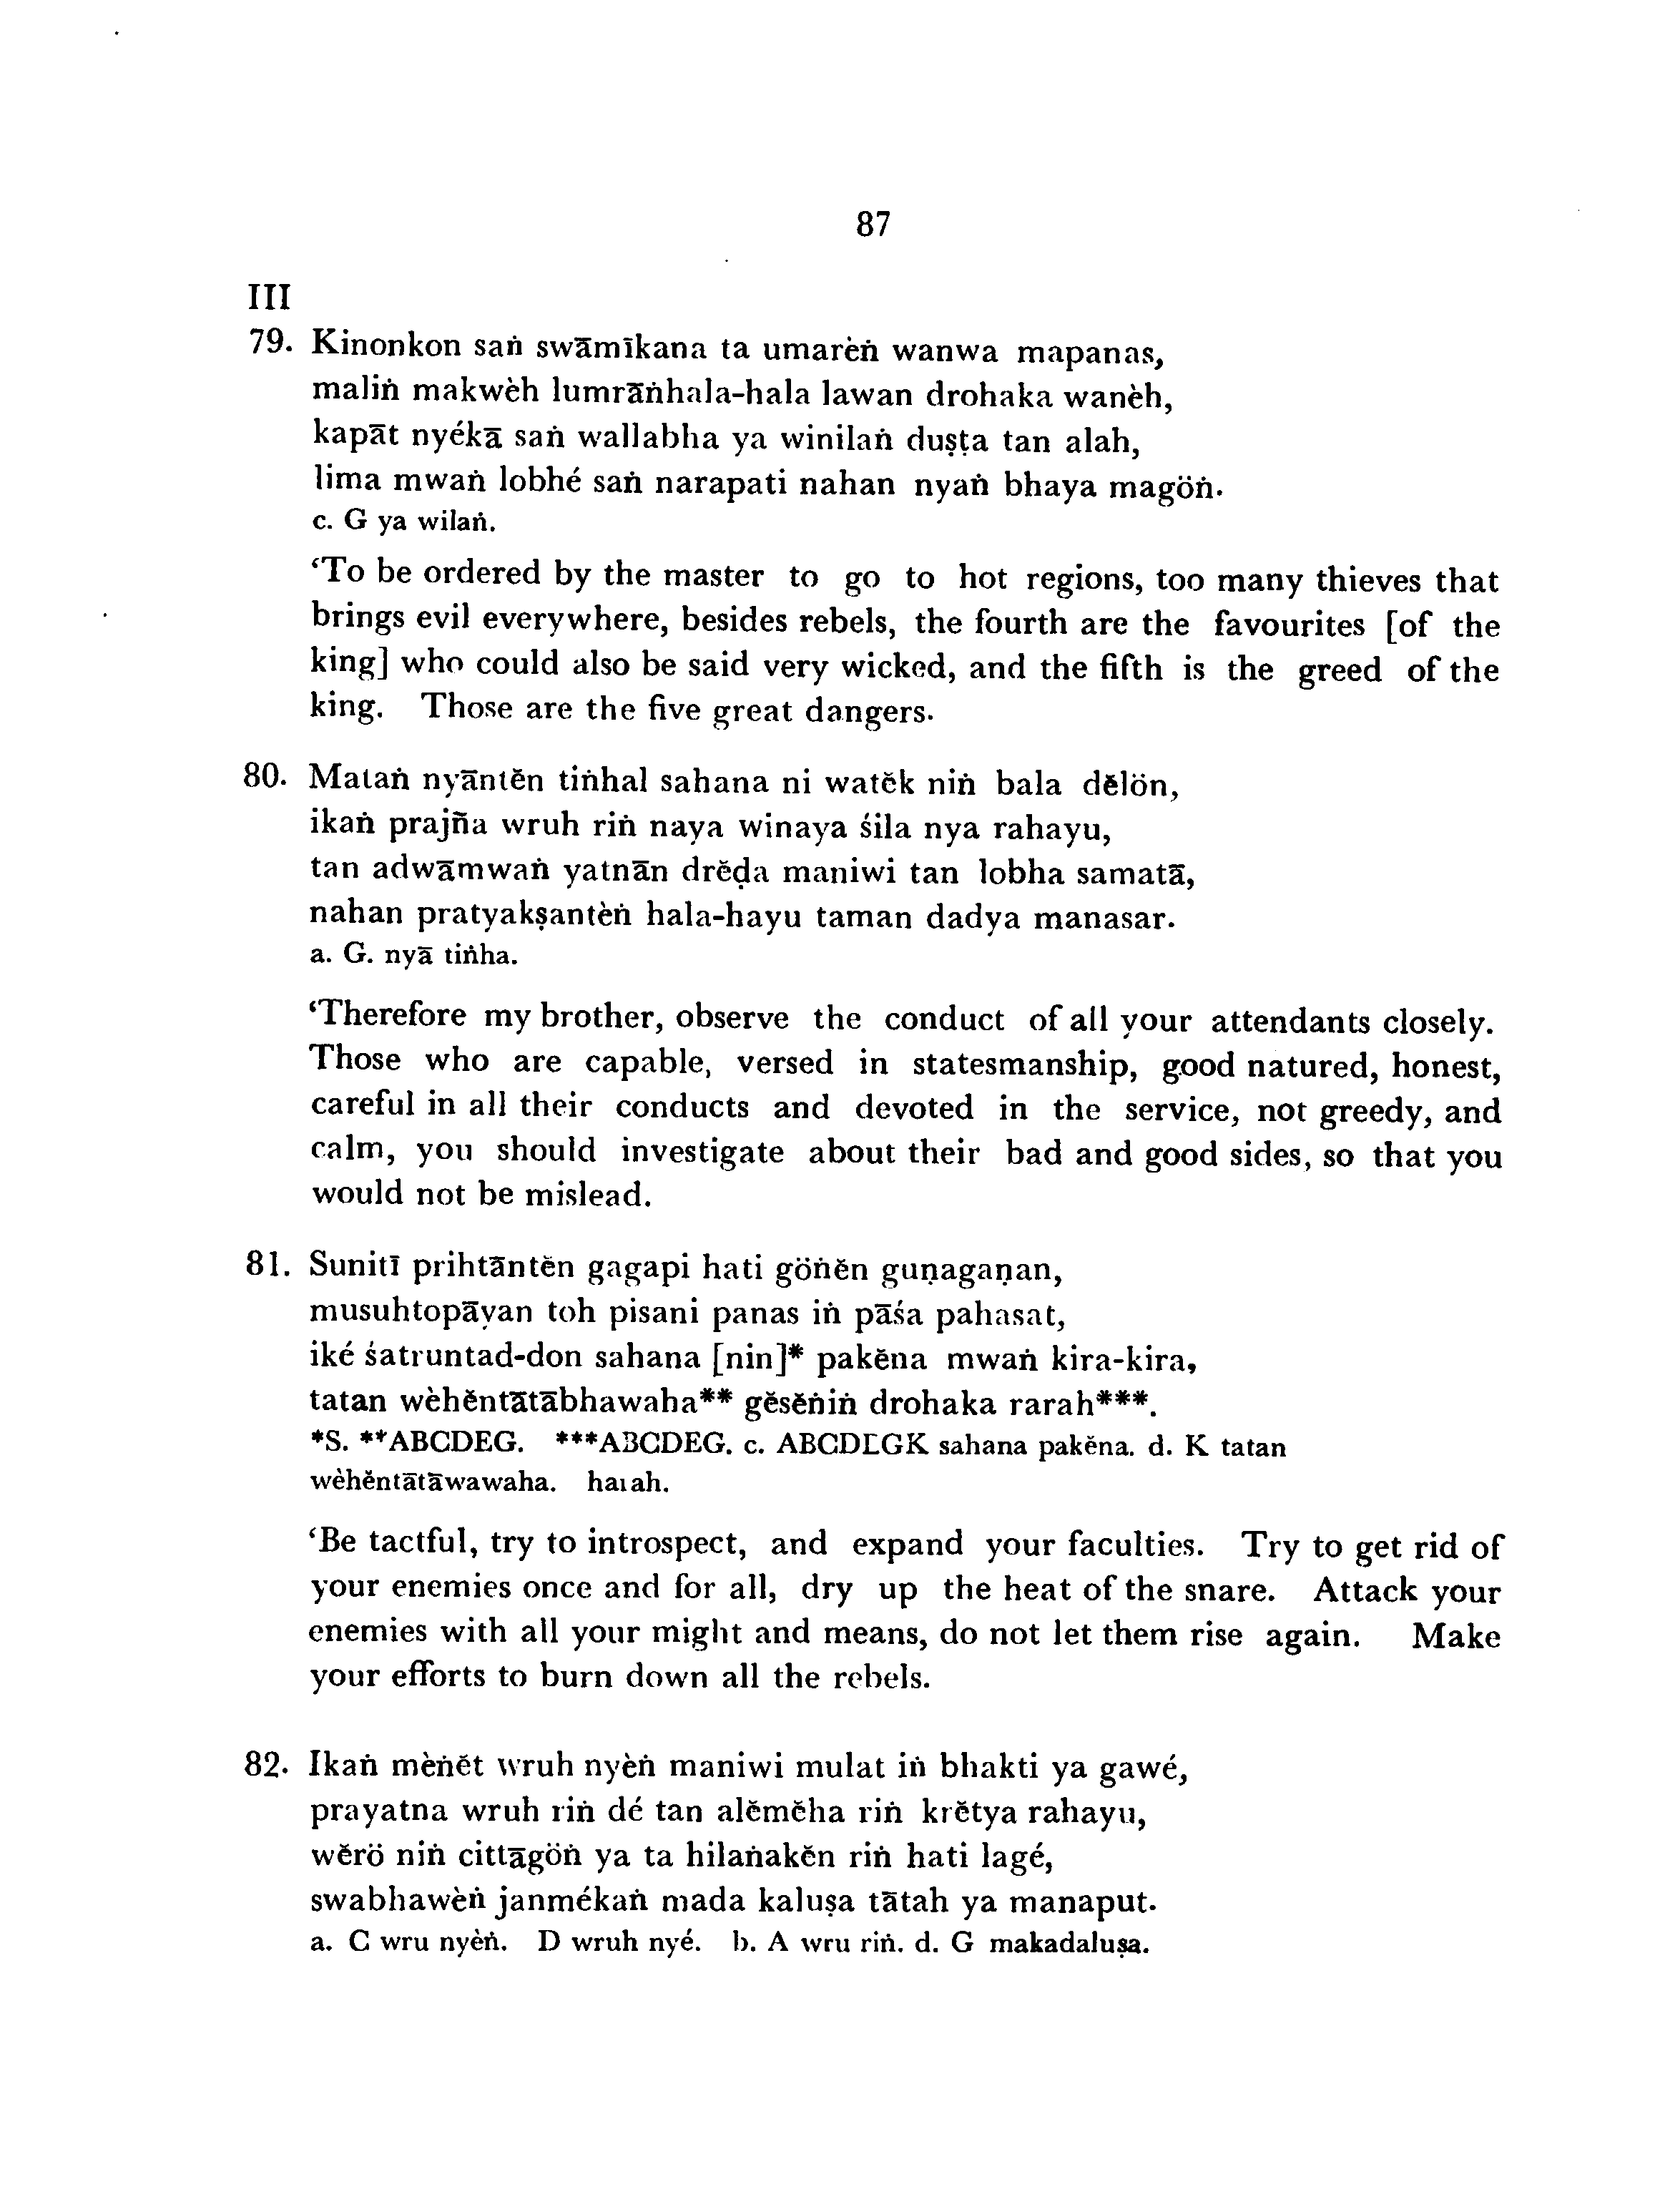 87
III
79. Kinonkon saṅ swāmīkana ta umarèṅ wanwa mapanas,
maliṅ makwèh lumrāṅhala-hala lawan drohaka wanèh,
kapāt nyékā saṅ wallabha ya winilaṅ duṣṭa tan alah,
lima mwaṅ lobhé saṅ narapati nahan nyaṅ bhaya magöṅ.
c. G ya wilaṅ.
‘To be ordered by the master to go to hot regions, too many thieves that
brings evil everywhere, besides rebels, the fourth are the favourites [of the
king] who could also be said very wicked, and the fifth is the greed of the
king. Those are the five great dangers.
80. Mataṅ nyāntĕn tiṅhal sahana ni watĕk niṅ bala dĕlön,
ikaṅ prajña wruh riṅ naya winaya śila nya rahayu,
tan adwāmwaṅ yatnān drĕḍa maniwi tan lobha samatā,
nahan pratyakṣantèṅ hala-hayu taman dadya manasar.
a. G. nyā tiṅha.
‘Therefore my brother, observe the conduct of all your attendants closely.
Those who are capable, versed in statesmanship, good natured, honest,
careful in all their conducts and devoted in the service, not greedy, and
calm, you should investigate about their bad and good sides, so that you
would not be mislead.
81. Sunitī prihtāntĕn gagapi hati göṅĕn guṇagaṇan,
musuhtopāyan toh pisani panas iṅ pāśa pahasat,
iké śatruntad-don sahana [nin]* pakĕna mwaṅ kira-kira,
tatan wèhĕntātābhawaha** gĕsĕṅiṅ drohaka rarah***.
*S. **ABCDEG. ***ABCDEG. c. ABCDEGK sahana pakĕna. d. K tatan
wèhĕntātāwawaha. harah.
‘Be tactful, try to introspect, and expand your faculties. Try to get rid of
your enemies once and for all, dry up the heat of the snare. Attack your
enemies with all your might and means, do not let them rise again. Make
your efforts to burn down all the rebels.
82. Ikaṅ mèṅĕt wruh nyèṅ maniwi mulat iṅ bhakti ya gawé,
prayatna wruh riṅ dé tan alĕmĕha riṅ krĕtya rahayu,
wĕrö niṅ cittāgöṅ ya ta hilaṅakĕn riṅ hati lagé,
swabhawèṅ janmékaṅ mada kaluṣa tātah ya manaput.
a. C wru nyèṅ. D wruh nyé. b. A wru riṅ. d. G makadaluṣa.